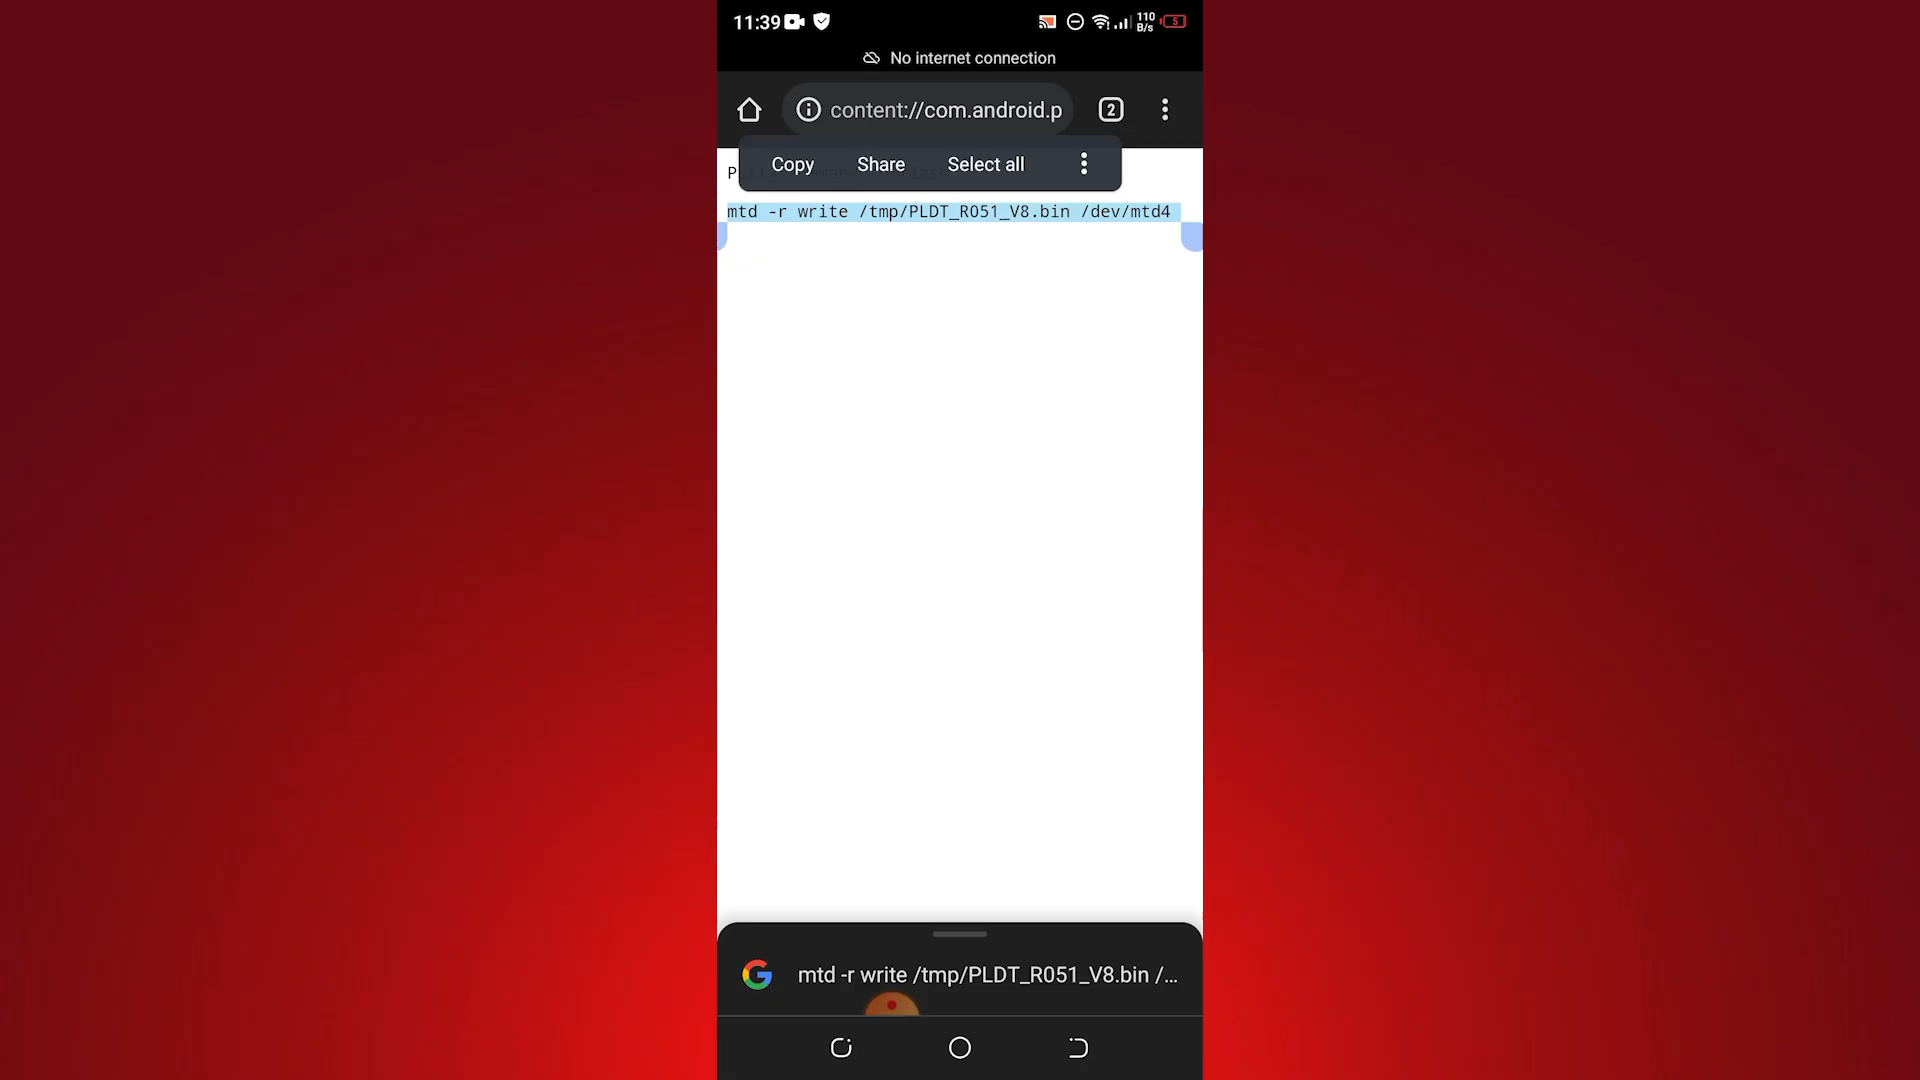 11:39
110
B/s
5
No internet connection
content://com.android.p
2
Copy Share Select all
mtd -r write /tmp/PLDT_R051_V8.bin /dev/mtd4
mtd -r write /tmp/PLDT_R051_V8.bin /...